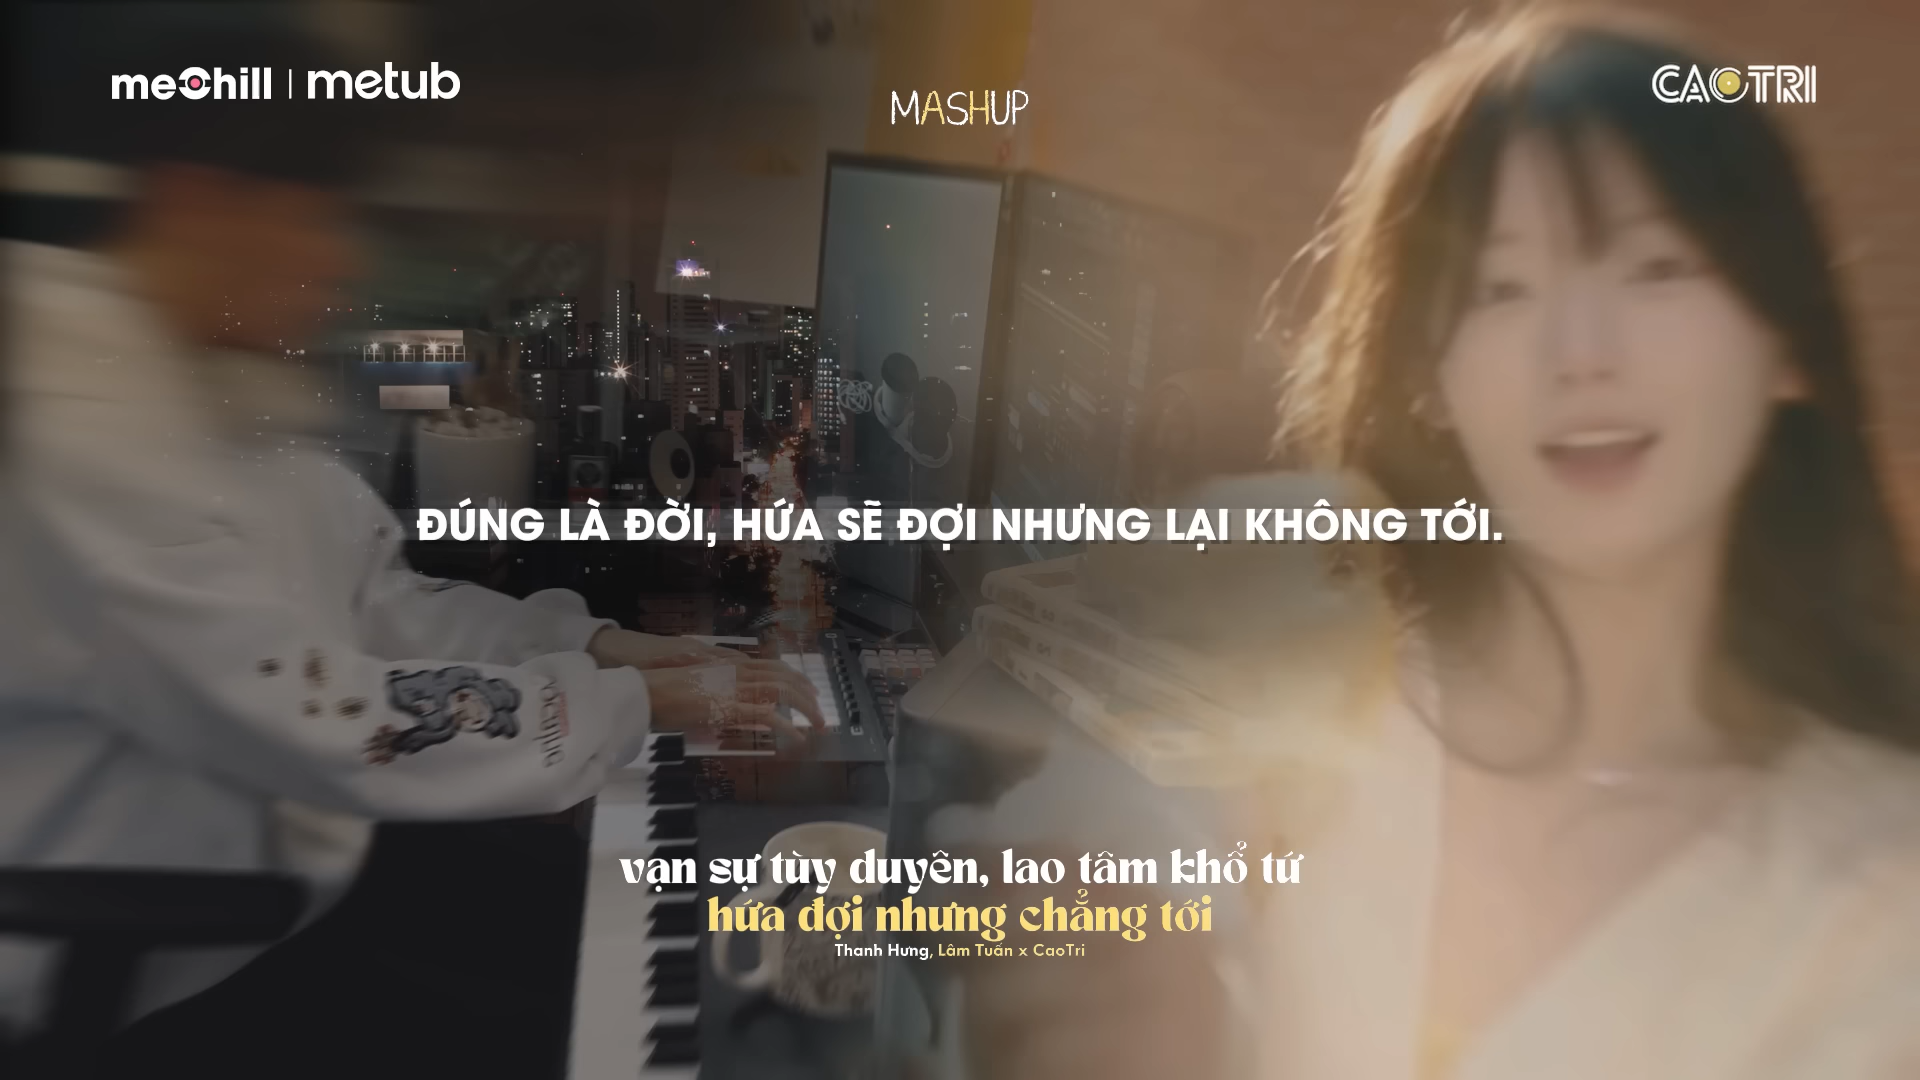 mechill | metub
MASHUP
CAOTRI
ĐÚNG LÀ ĐỜI, HỨA SẼ ĐỢI NHƯNG LẠI KHÔNG TỚI.
vạn sự tùy duyên, lao tâm khổ tứ
hứa đợi nhưng chẳng tới
Thanh Hưng, Lâm Tuấn x CaoTri